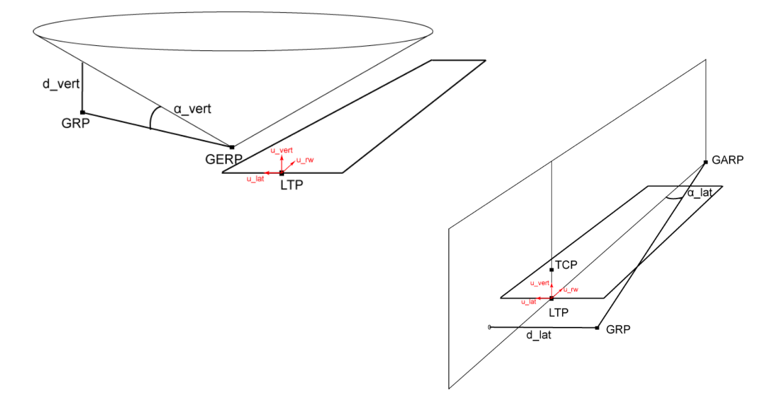 d_vert
α_vert
GRP
GERP
u_vert
u_rw
u_lat
LTP
GARP
α_lat
TCP
u_vert
u_rw
u_lat
LTP
GRP
d_lat